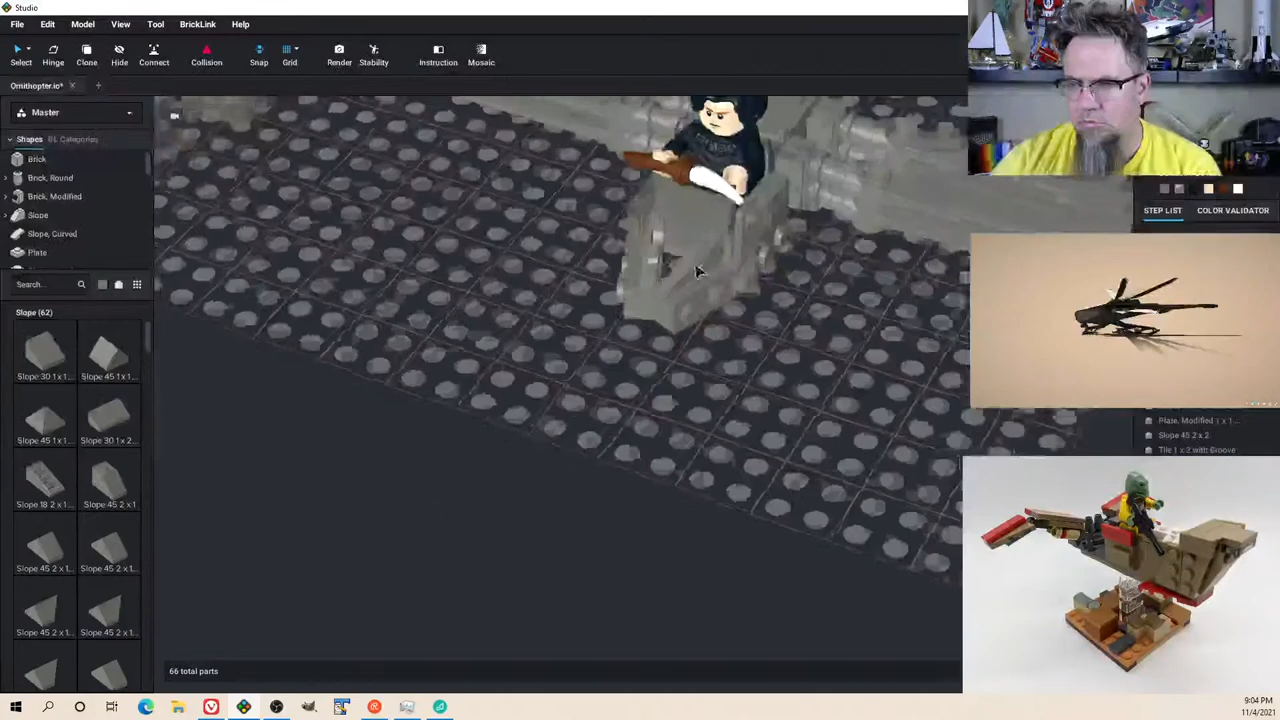 Studio
File Edit Model View Tool BrickLink Help
Select Hinge Clone Hide Connect Collision Snap Grid Render Stability Instruction Mosaic
Ornithopter.io*
Master
Shapes BL Categories
Brick
Brick, Round
Brick, Modified
Slope
Slope, Curved
Plate
Search...
Slope (62)
Slope 30 1 x 1... Slope 45 1 x 1...
Slope 45 1 x 1... Slope 30 1 x 2...
Slope 18 2 x 1... Slope 45 2 x 1
Slope 45 2 x 1... Slope 45 2 x 1...
Slope 45 2 x 1... Slope 45 2 x 1...
66 total parts
STEP LIST COLOR VALIDATOR
Plate, Modified 1 x 1...
Slope 45 2 x 2
Tile 1 x 2 with Groove
9:04 PM
11/4/2021